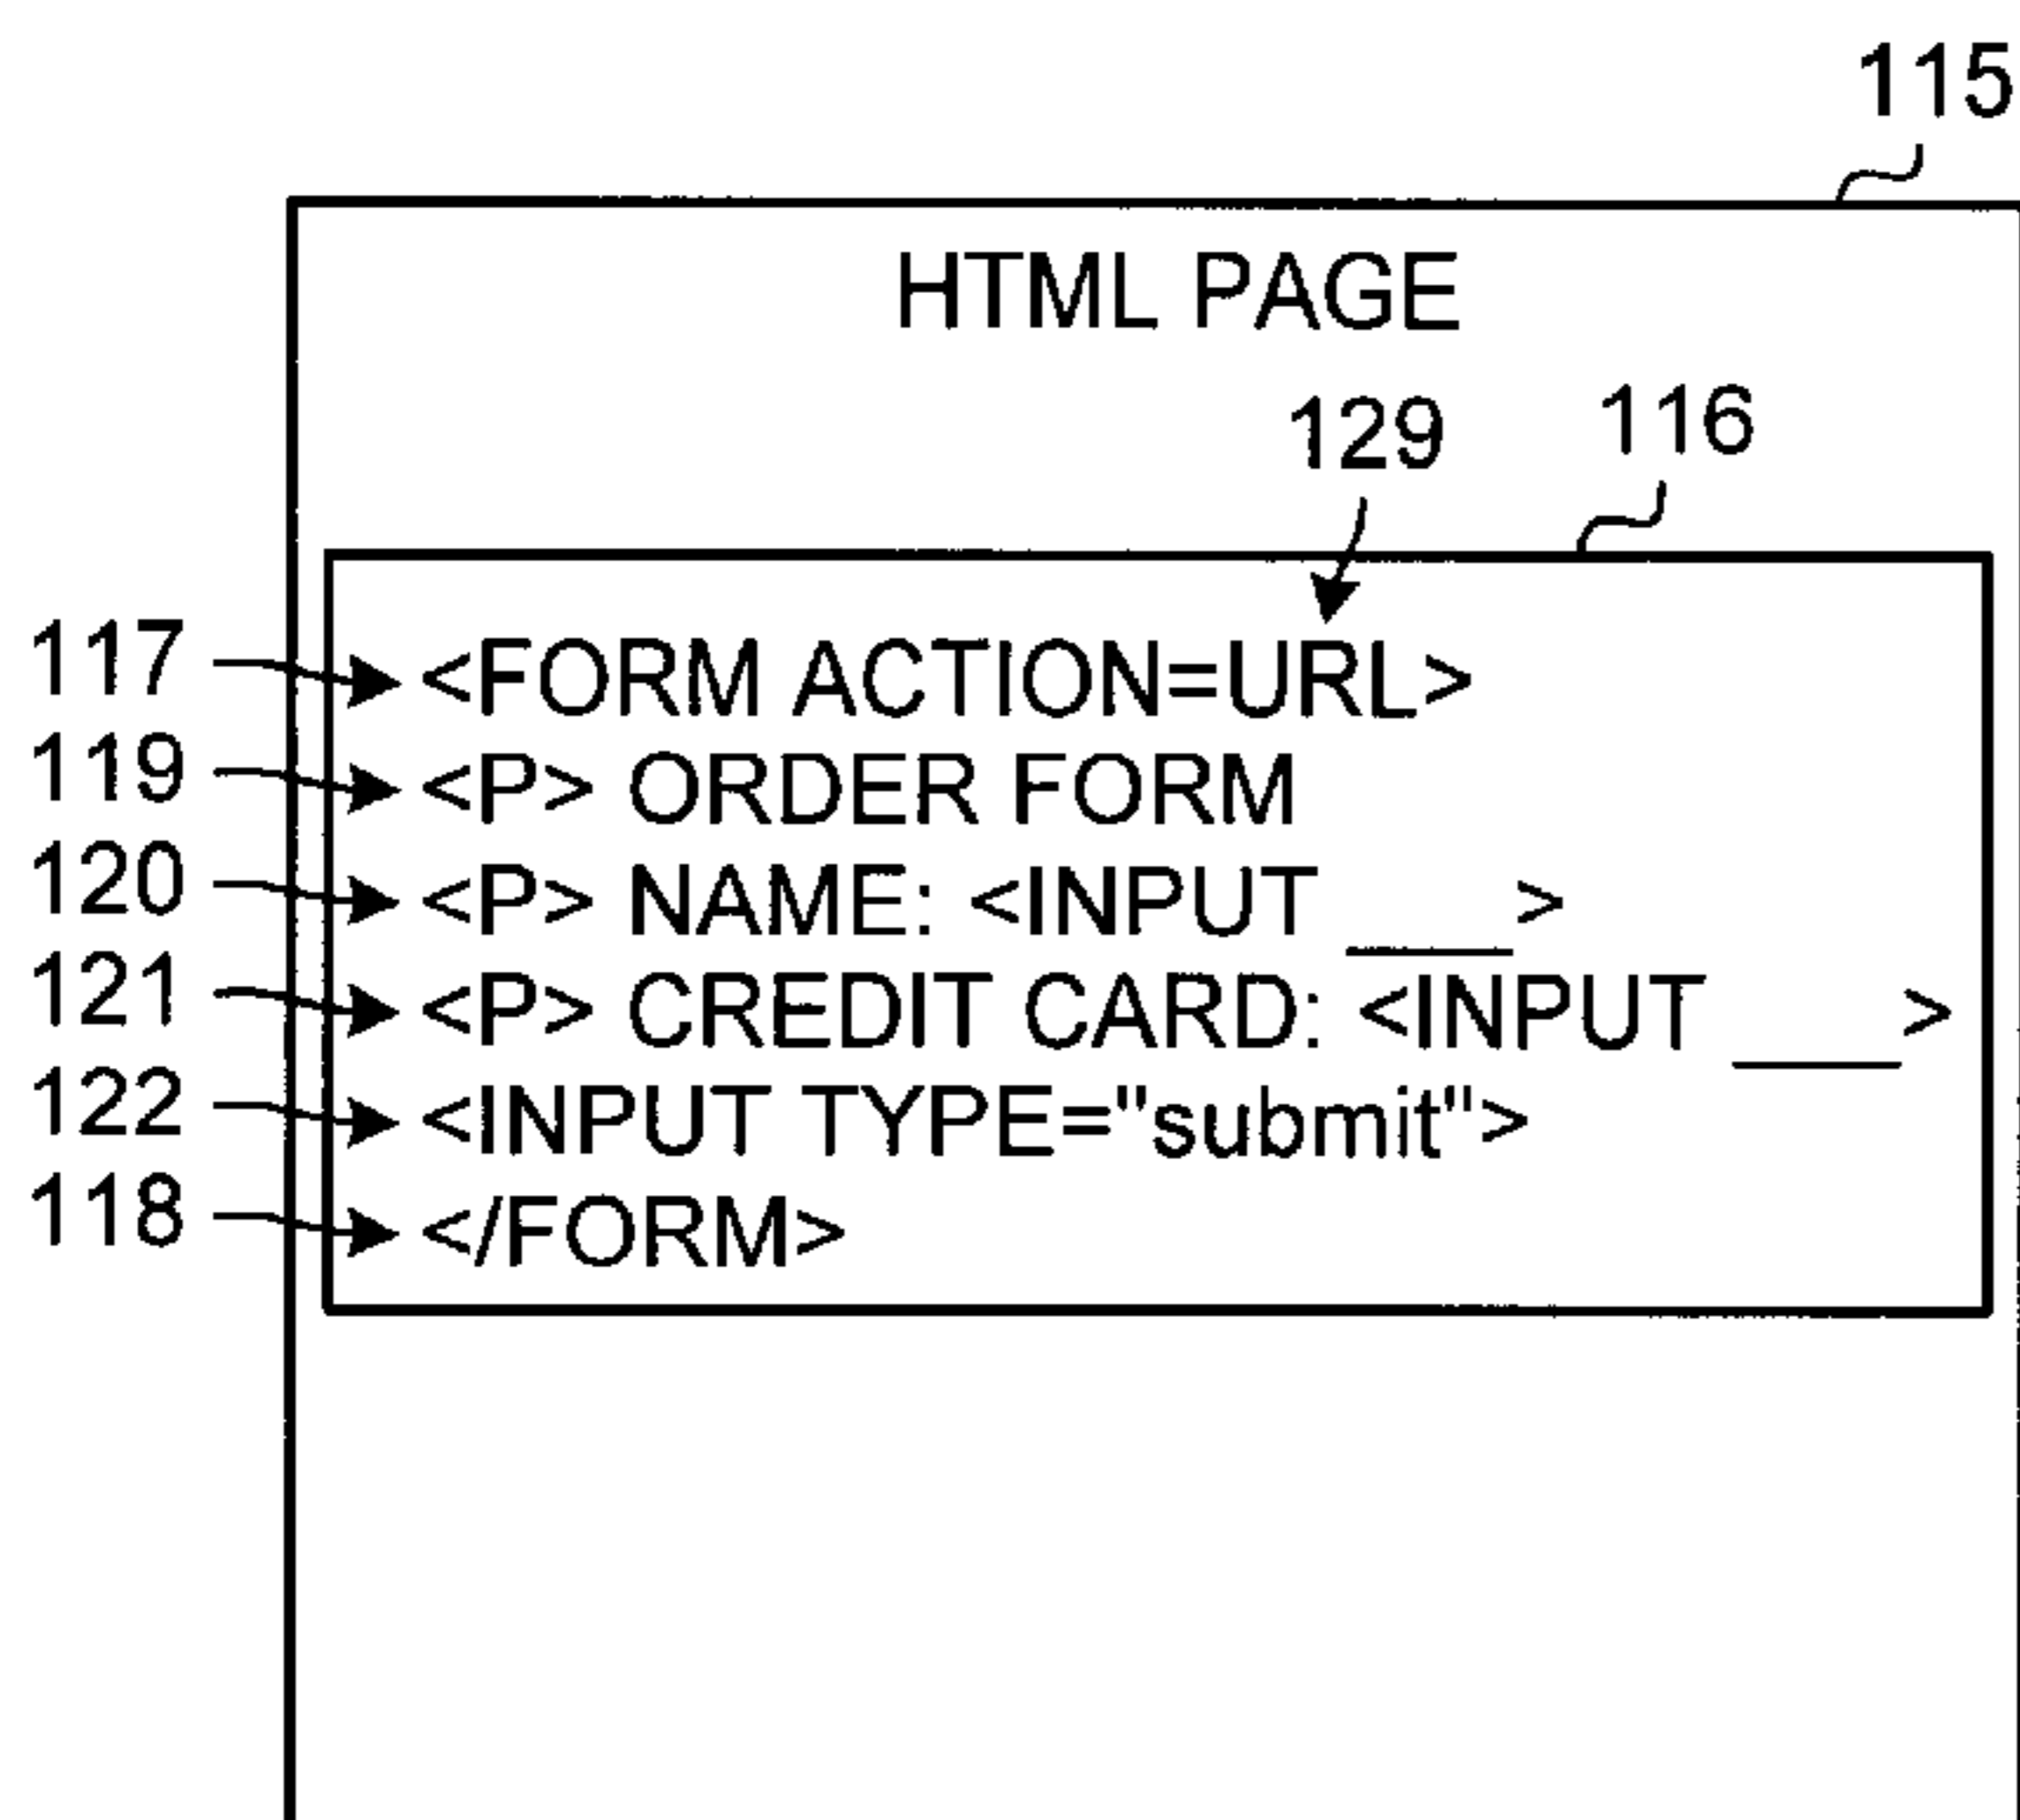 115
HTML PAGE
129 116
117 <FORM ACTION=URL>
119 <P> ORDER FORM
120 <P> NAME: <INPUT ___>
121 <P> CREDIT CARD: <INPUT ___>
122 <INPUT TYPE="submit">
118 </FORM>